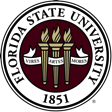 FLORIDA STATE UNIVERSITY
VIRES ARTES MORES
1851